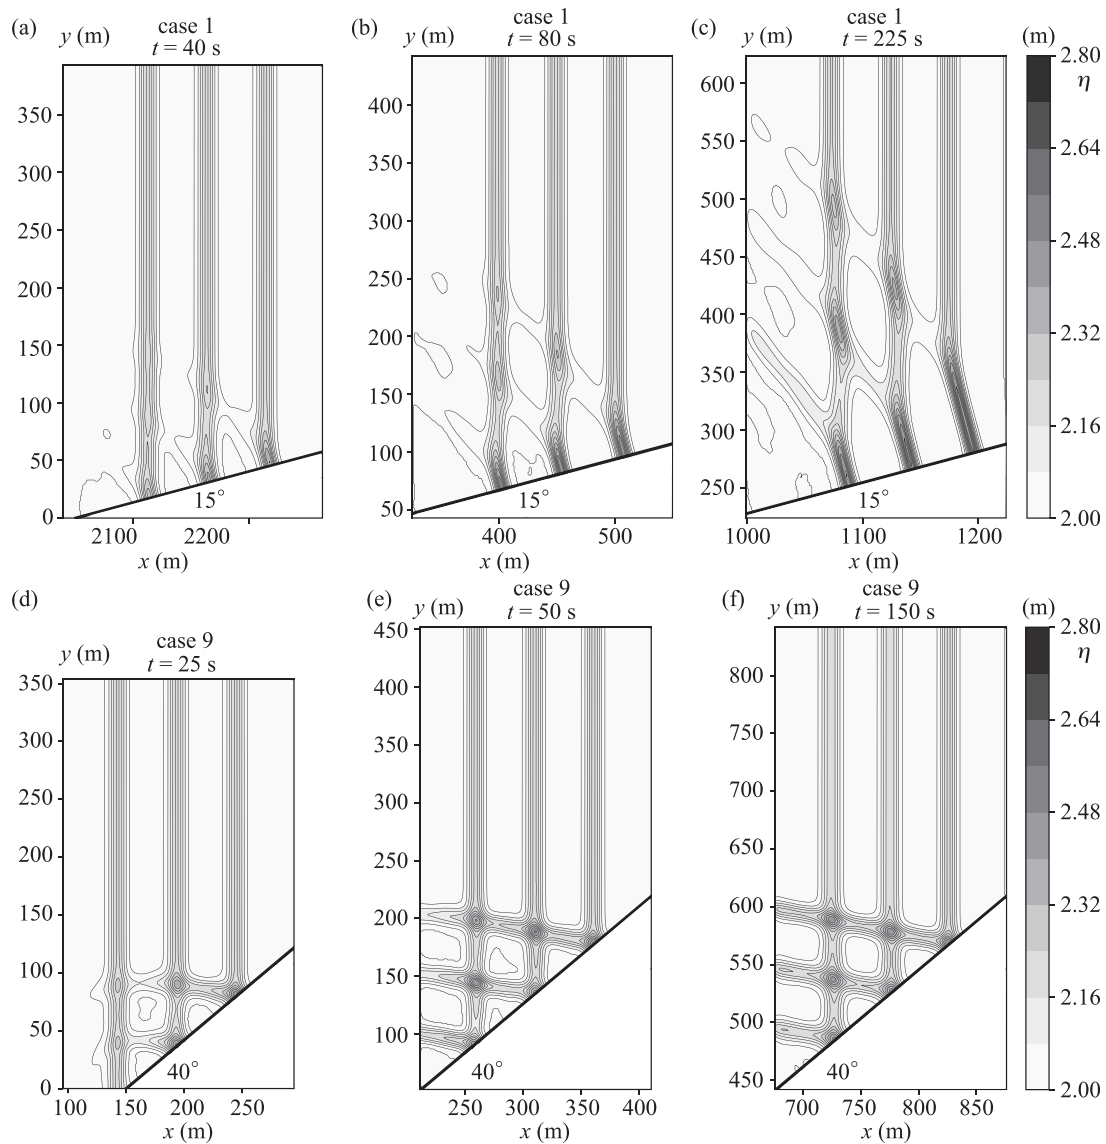 (a) y (m) case 1
t = 40 s
350
300
250
200
150
100
50
0
2100 2200
x (m)
15°
(b) y (m) case 1
t = 80 s
400
350
300
250
200
150
100
50
400 500
x (m)
15°
(c) y (m) case 1
t = 225 s
600
550
500
450
400
350
300
250
1000 1100 1200
x (m)
15°
(m)
2.80
η
2.64
2.48
2.32
2.16
2.00
(d) y (m) case 9
t = 25 s
350
300
250
200
150
100
50
0
100 150 200 250
x (m)
40°
(e) y (m) case 9
t = 50 s
450
400
350
300
250
200
150
100
250 300 350 400
x (m)
40°
(f) y (m) case 9
t = 150 s
800
750
700
650
600
550
500
450
700 750 800 850
x (m)
40°
(m)
2.80
η
2.64
2.48
2.32
2.16
2.00